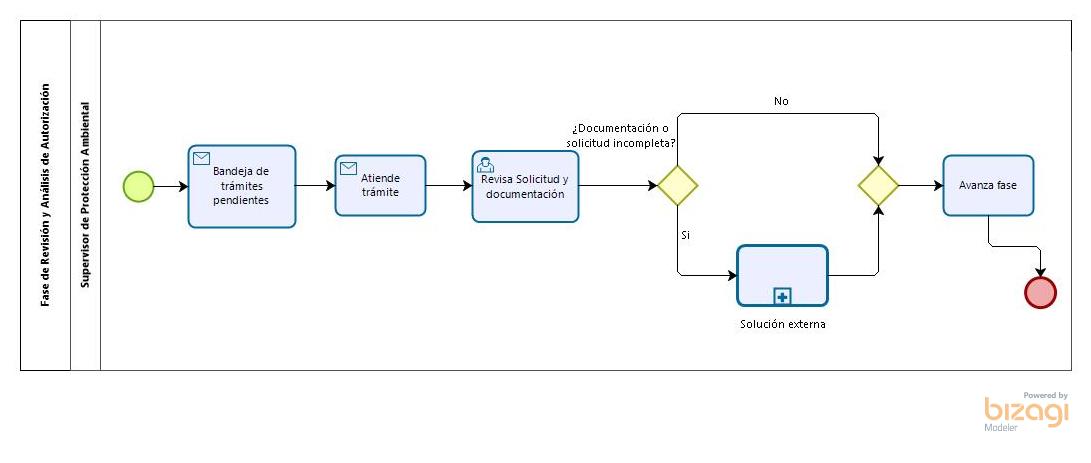 Fase de Revisión y Análisis de Autorización
Supervisor de Protección Ambiental
Bandeja de
trámites
pendientes
Atiende
trámite
Revisa Solicitud y
documentación
¿Documentación o
solicitud incompleta?
No
Si
Solución externa
Avanza fase
Powered by
bizagi
Modeler